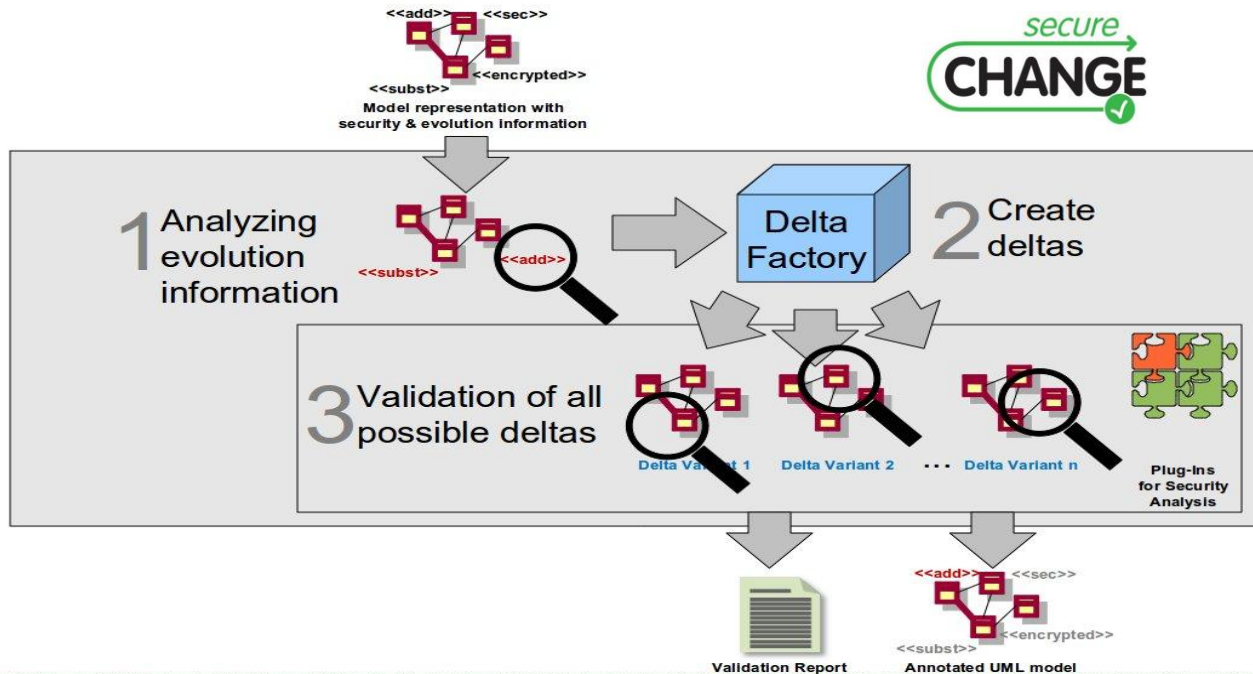 <<add>>
<<sec>>
<<encrypted>>
<<subst>>
Model representation with
security & evolution information
secure
CHANGE
1
Analyzing
evolution
information
<<subst>>
<<add>>
Delta
Factory
2
Create
deltas
3
Validation of all
possible deltas
Delta Variant 1
Delta Variant 2
...
Delta Variant n
Plug-Ins
for Security
Analysis
<<add>>
<<sec>>
<<encrypted>>
<<subst>>
Validation Report
Annotated UML model